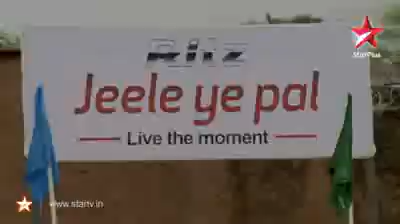 Ritz
Jeele ye pal
Live the moment
StarPlus
www.startv.in